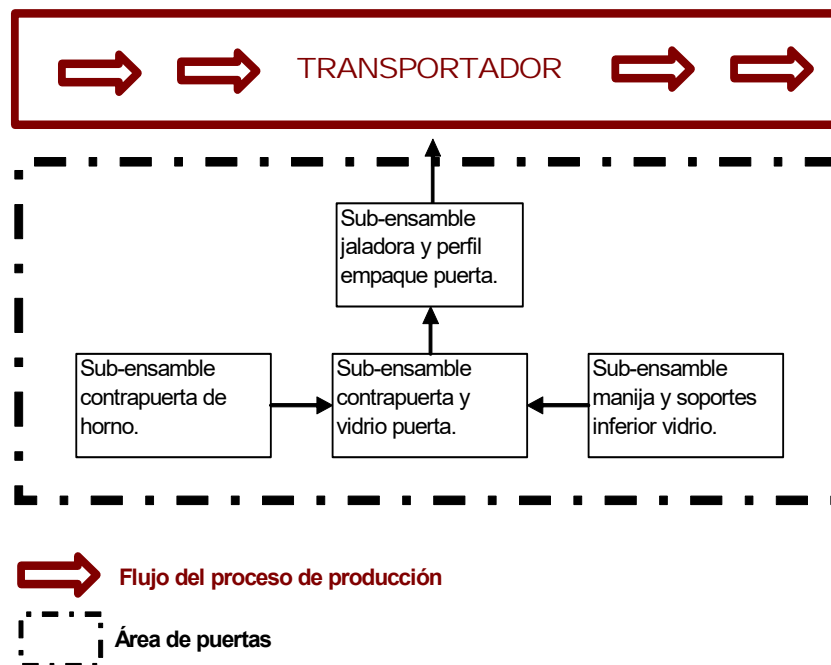 TRANSPORTADOR
Sub-ensamble
jaladora y perfil
empaque puerta.
Sub-ensamble
contrapuerta de
horno.
Sub-ensamble
contrapuerta y
vidrio puerta.
Sub-ensamble
manija y soportes
inferior vidrio.
Flujo del proceso de producción
Área de puertas